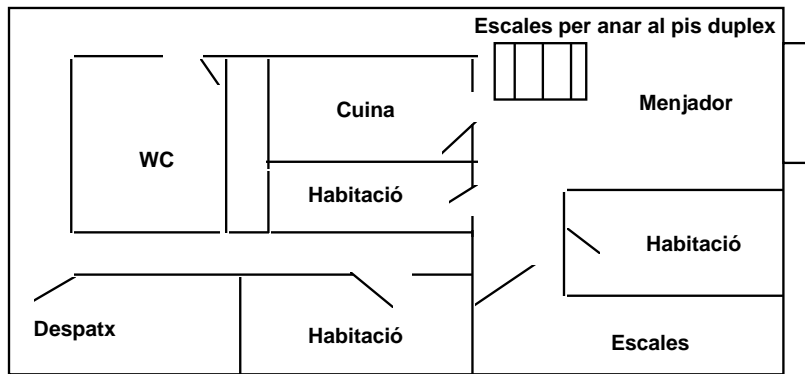 Escales per anar al pis duplex
Menjador
Cuina
WC
Habitació
Habitació
Despatx
Habitació
Escales